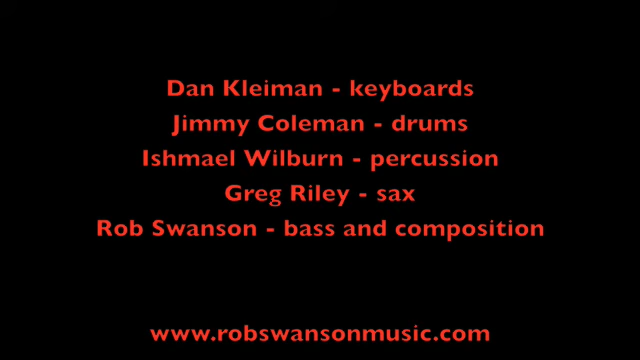 Dan Kleiman - keyboards
Jimmy Coleman - drums
Ishmael Wilburn - percussion
Greg Riley - sax
Rob Swanson - bass and composition
www.robswansonmusic.com